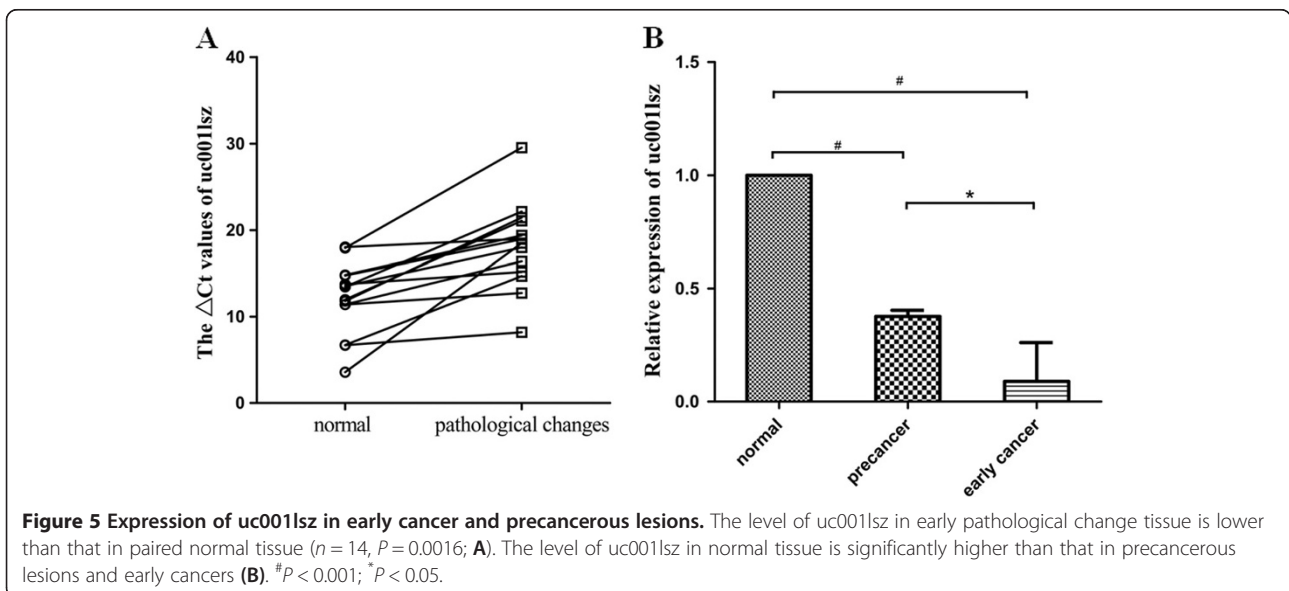 A
The △Ct values of uc001lsz
40
30
20
10
0
normal
pathological changes
B
Relative expression of uc001lsz
1.5
1.0
0.5
0.0
#
#
*
normal
precancer
early cancer
Figure 5 Expression of uc001lsz in early cancer and precancerous lesions. The level of uc001lsz in early pathological change tissue is lower
than that in paired normal tissue (n = 14, P = 0.0016; A). The level of uc001lsz in normal tissue is significantly higher than that in precancerous
lesions and early cancers (B). #P < 0.001; *P < 0.05.